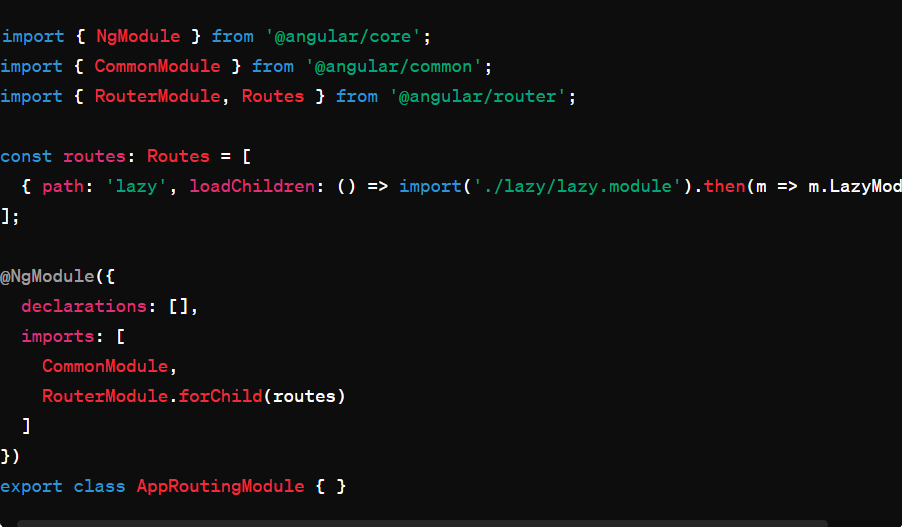 import { NgModule } from '@angular/core';
import { CommonModule } from '@angular/common';
import { RouterModule, Routes } from '@angular/router';

const routes: Routes = [
  { path: 'lazy', loadChildren: () => import('./lazy/lazy.module').then(m => m.LazyMod
];

@NgModule({
  declarations: [],
  imports: [
    CommonModule,
    RouterModule.forChild(routes)
  ]
})
export class AppRoutingModule { }